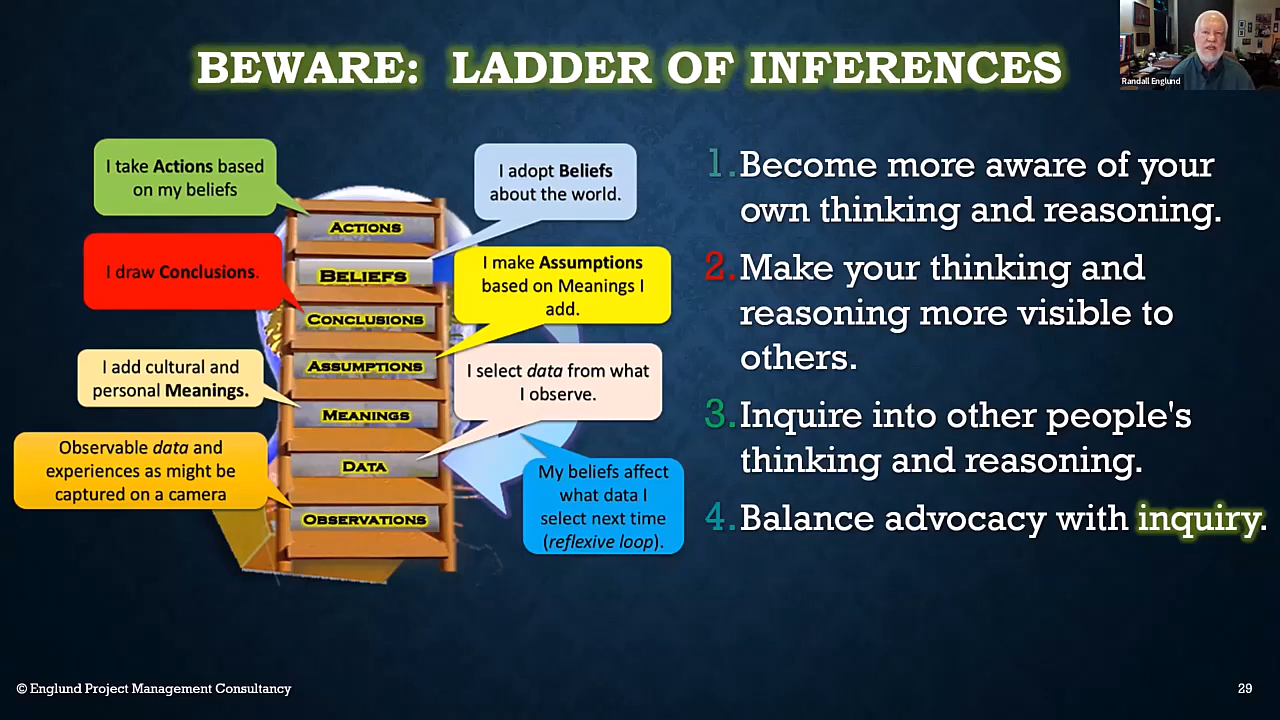 BEWARE: LADDER OF INFERENCES
Randall Englund
I take Actions based
on my beliefs
I adopt Beliefs
about the world.
I draw Conclusions.
I make Assumptions
based on Meanings I
add.
I add cultural and
personal Meanings.
I select data from what
I observe.
Observable data and
experiences as might be
captured on a camera
My beliefs affect
what data I
select next time
(reflexive loop).
ACTIONS
BELIEFS
CONCLUSIONS
ASSUMPTIONS
MEANINGS
DATA
OBSERVATIONS
1. Become more aware of your
own thinking and reasoning.
2. Make your thinking and
reasoning more visible to
others.
3. Inquire into other people's
thinking and reasoning.
4. Balance advocacy with inquiry.
© Englund Project Management Consultancy
29